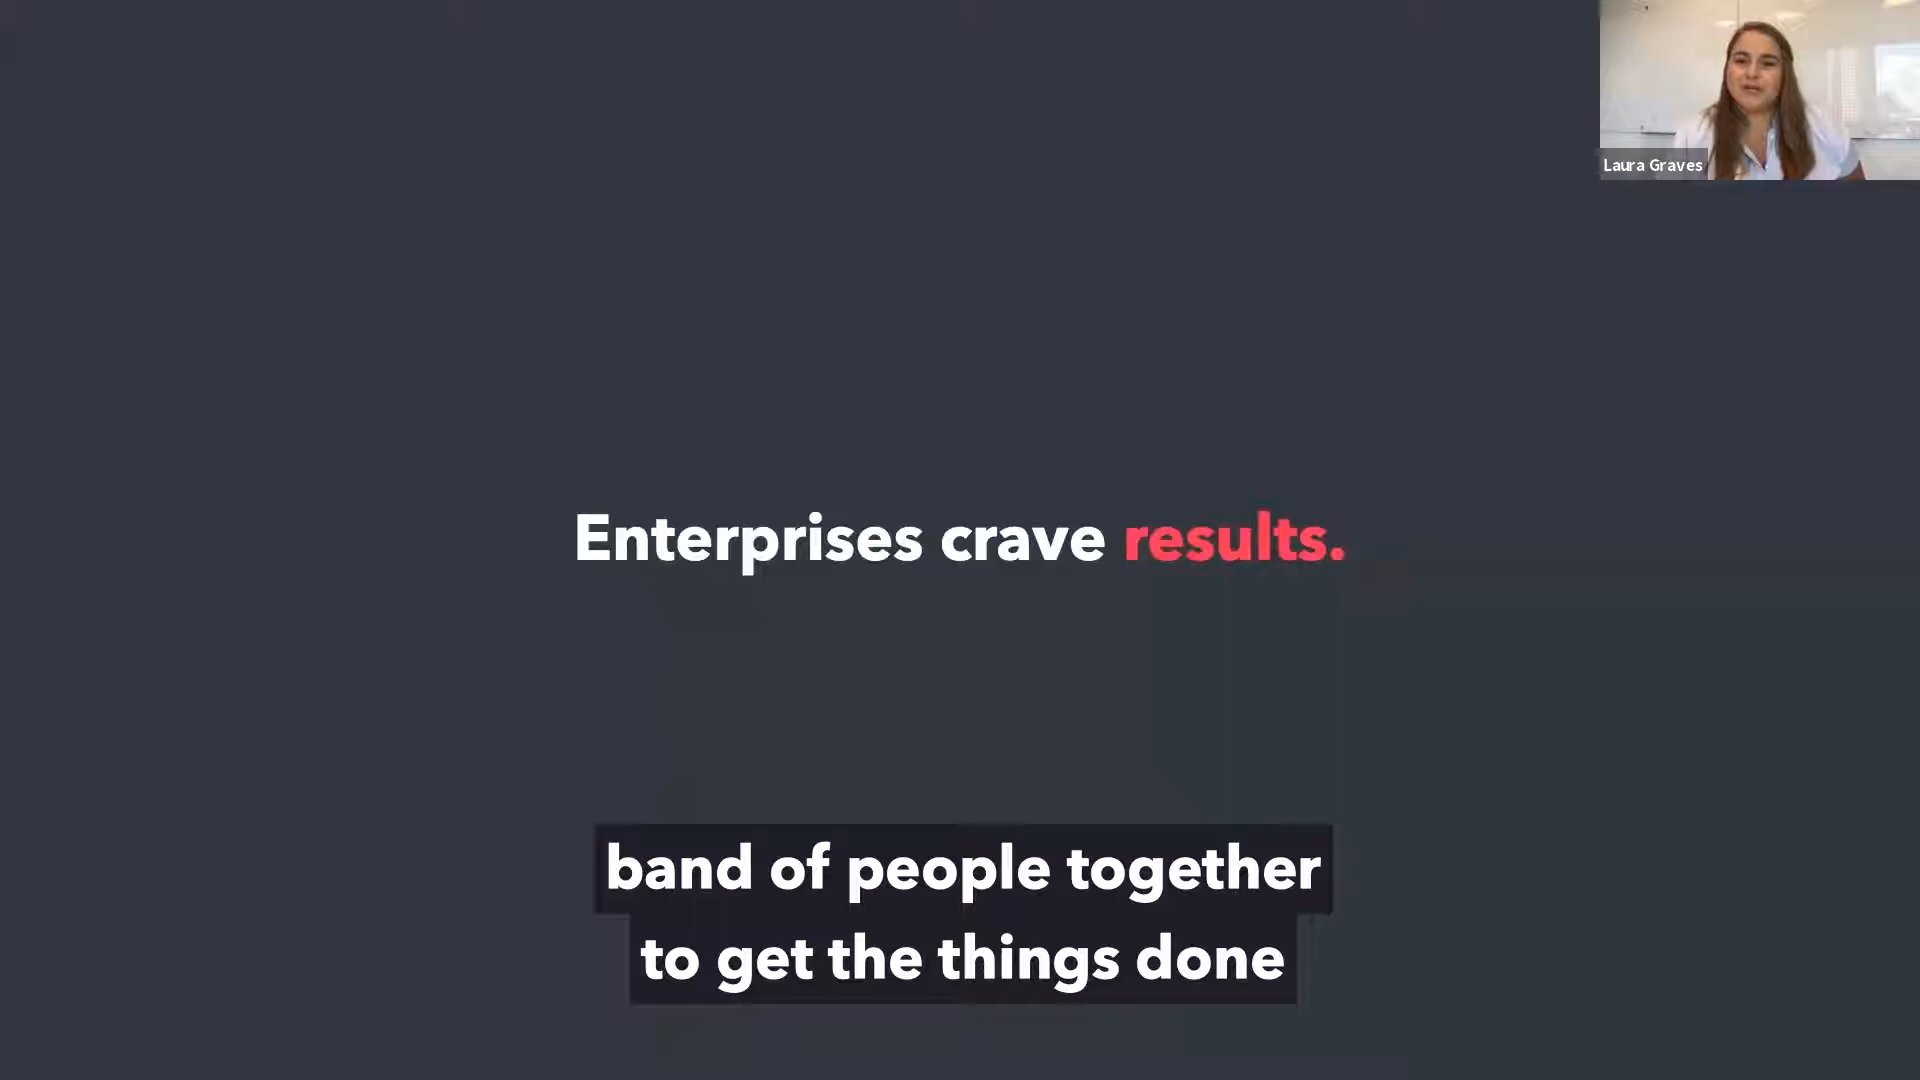 Laura Graves
Enterprises crave results.
band of people together
to get the things done